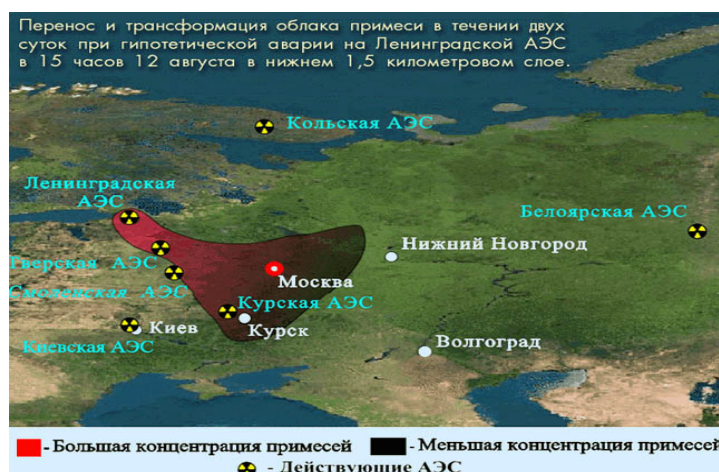 Перенос и трансформация облака примеси в течении двух
суток при гипотетической аварии на Ленинградской АЭС
в 15 часов 12 августа в нижнем 1,5 километровом слое.
Кольская АЭС
Ленинградская
АЭС
Белоярская АЭС
Нижний Новгород
Тверская АЭС
Москва
Смоленская АЭС
Курская АЭС
Киев
Курск
Киевская АЭС
Волгоград
- Большая концентрация примесей
- Меньшая концентрация примесей
- Действующие АЭС